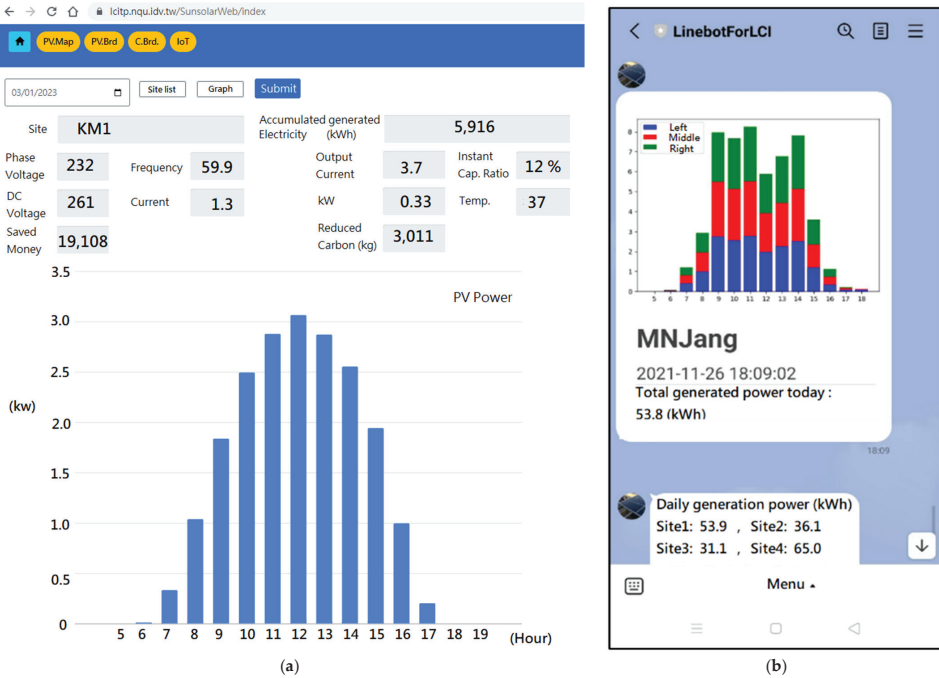 lcitp.nqu.idv.tw/SunsolarWeb/index
PV.Map PV.Brd C.Brd. IoT
03/01/2023 Site list Graph Submit
Site KM1 Accumulated generated Electricity (kWh) 5,916
Phase Voltage 232 Frequency 59.9 Output Current 3.7 Instant Cap. Ratio 12 %
DC Voltage 261 Current 1.3 kW 0.33 Temp. 37
Saved Money 19,108 Reduced Carbon (kg) 3,011
PV Power
(kw)
3.5
3.0
2.5
2.0
1.5
1.0
0.5
0
5 6 7 8 9 10 11 12 13 14 15 16 17 18 19 (Hour)
(a)
LinebotForLCI
Left
Middle
Right
8
7
6
5
4
3
2
1
0
5 6 7 8 9 10 11 12 13 14 15 16 17 18
MNJang
2021-11-26 18:09:02
Total generated power today :
53.8 (kWh)
18:09
Daily generation power (kWh)
Site1: 53.9 , Site2: 36.1
Site3: 31.1 , Site4: 65.0
Menu
(b)